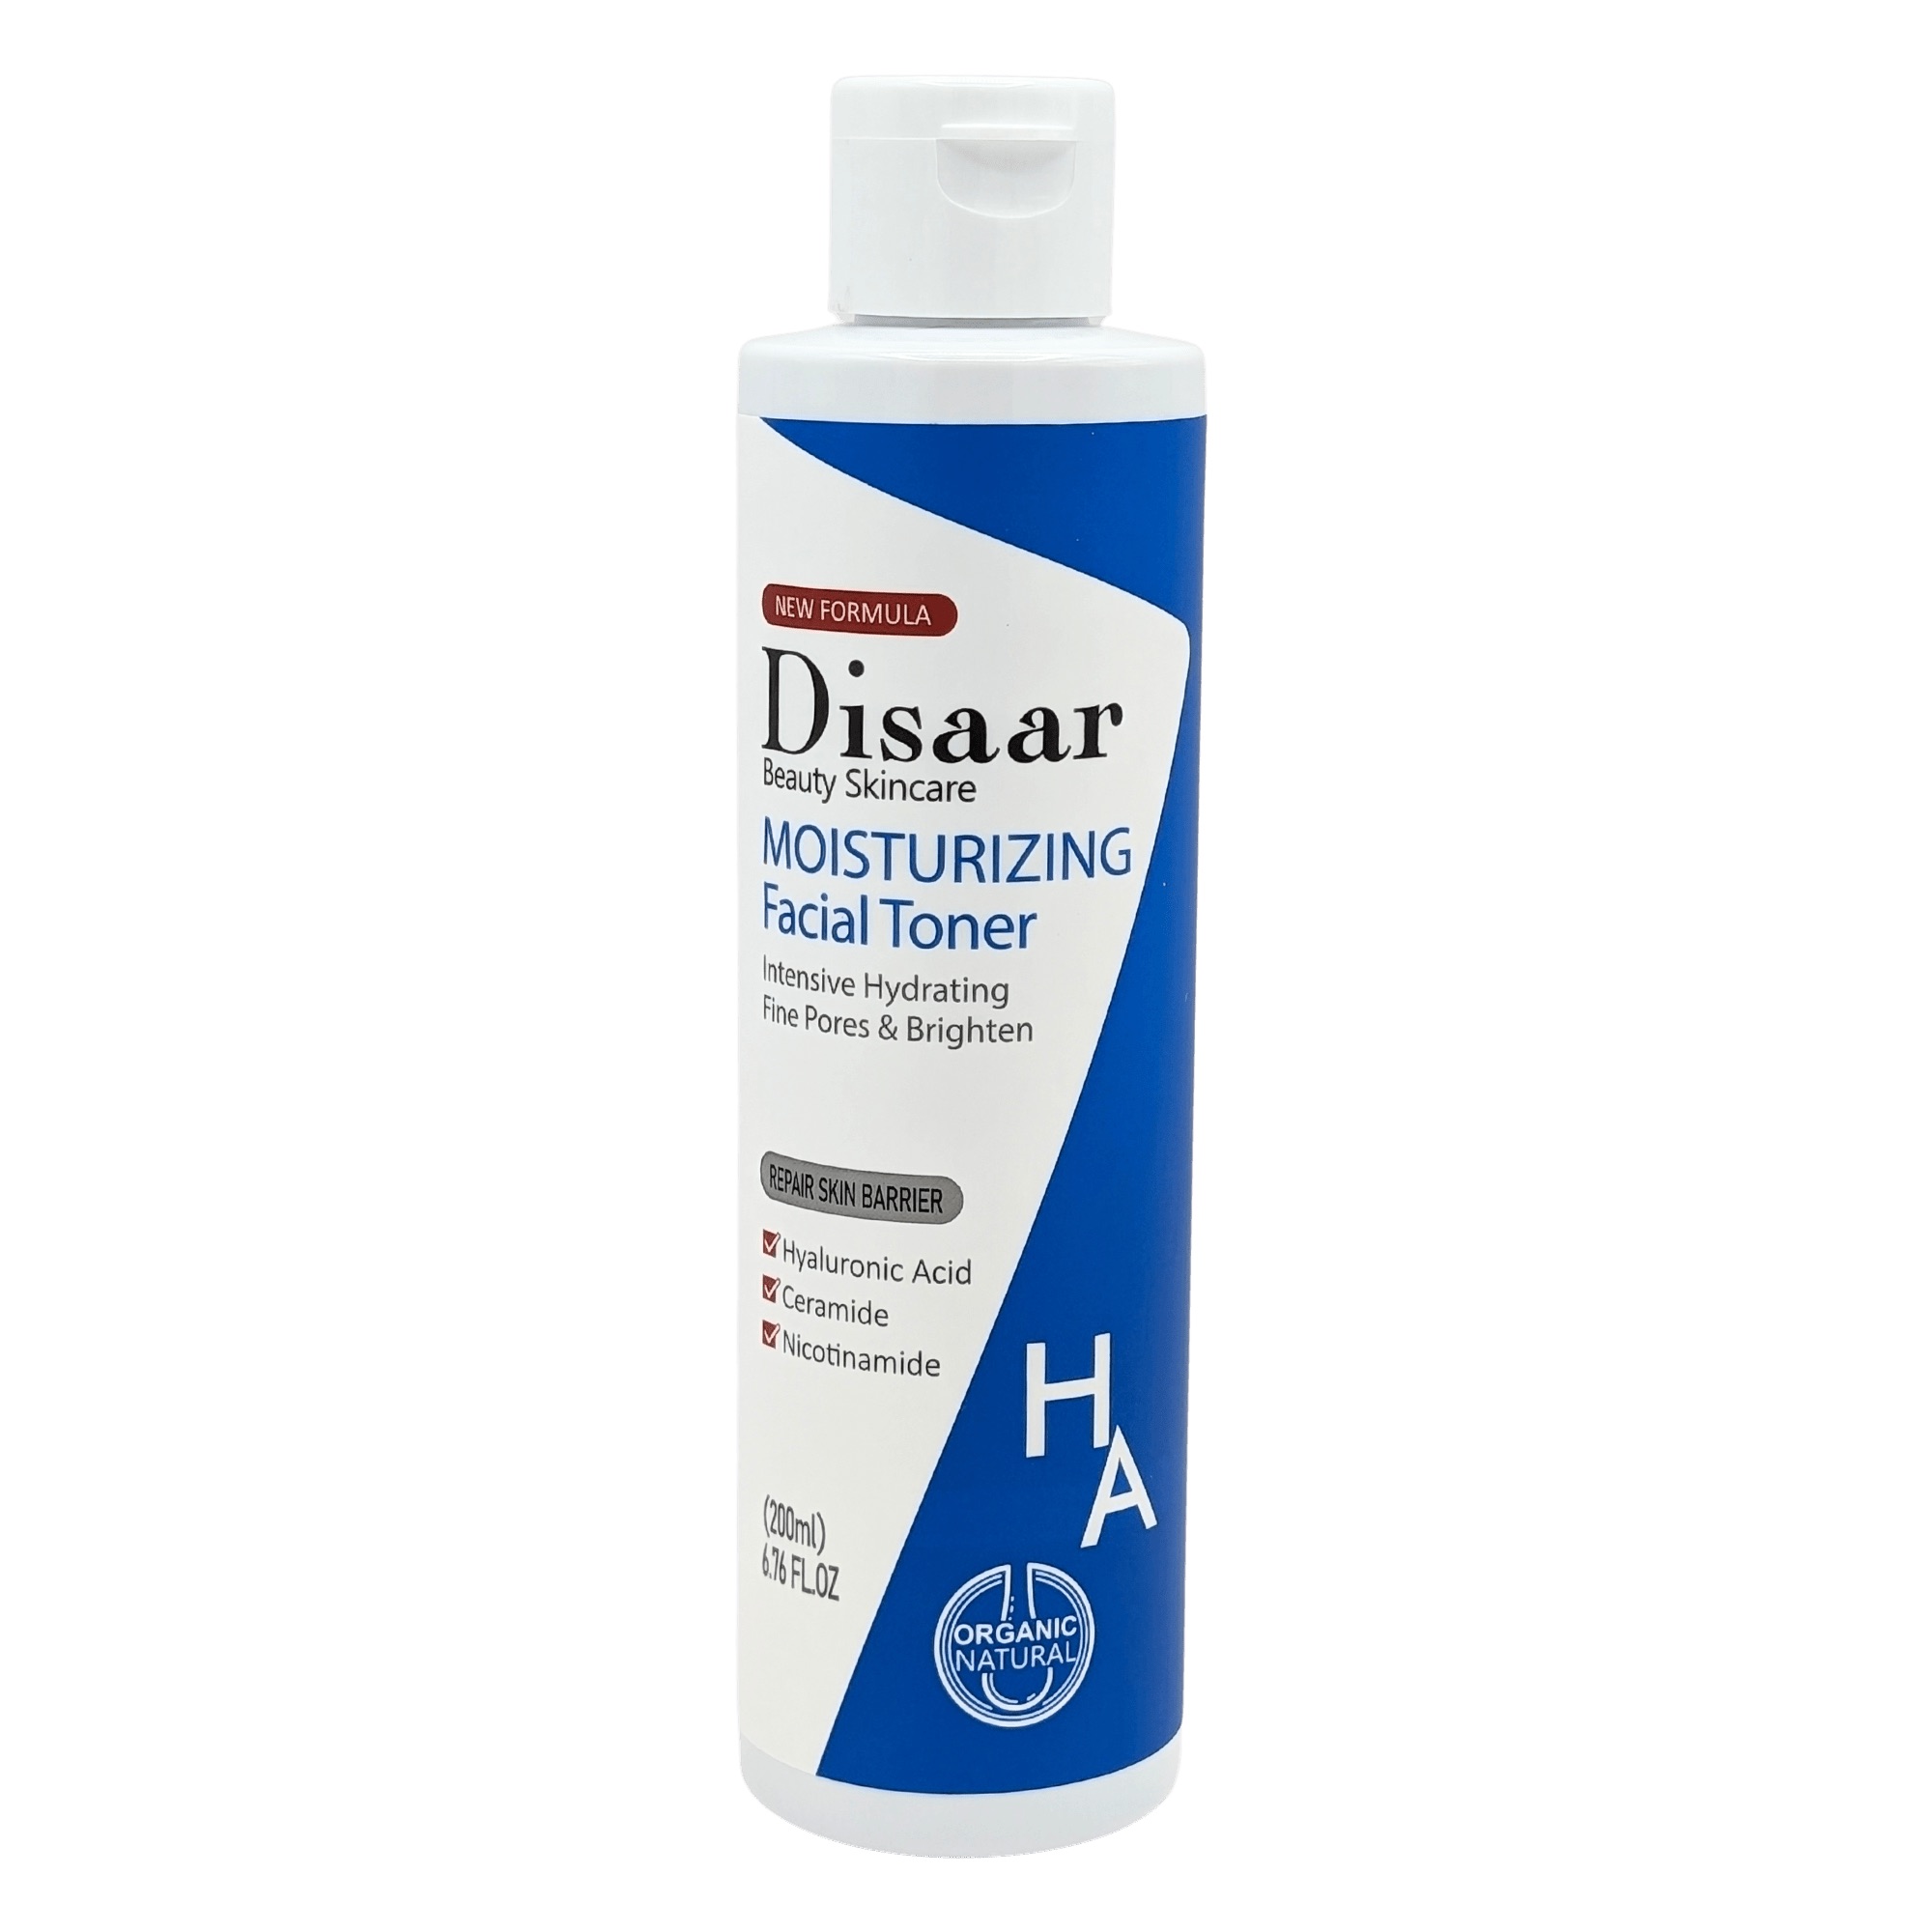 NEW FORMULA
Disaar
Beauty Skincare
MOISTURIZING
Facial Toner
Intensive Hydrating
Fine Pores & Brighten
REPAIR SKIN BARRIER
Hyaluronic Acid
Ceramide
Nicotinamide
HA
(200ml)
6.76 FL.OZ
ORGANIC
NATURAL